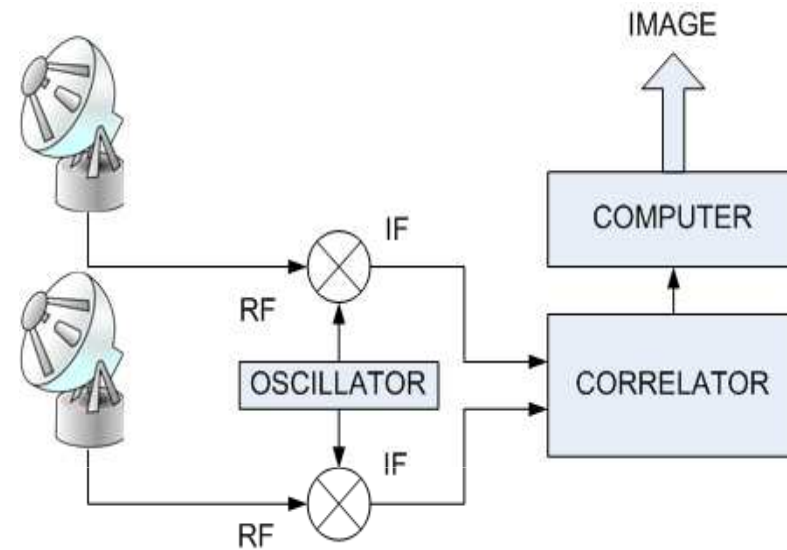 IMAGE
COMPUTER
IF
RF
OSCILLATOR
CORRELATOR
IF
RF